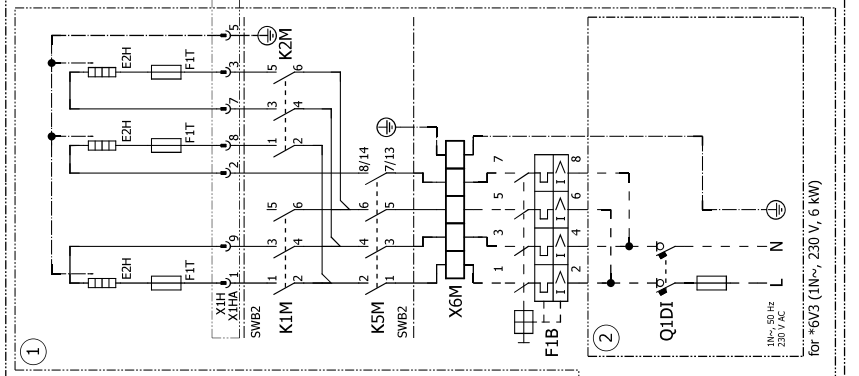 1
E2H E2H E2H
F1T F1T F1T
X1H
X1HA 1 9 2 8 7 3 5
SWB2
1 3 5 1 3 5
K1M K2M
2 4 6 2 4 6
2 4 6 8/14
K5M
1 3 5 7/13
SWB2
X6M
1 3 5 7
F1B
I> I> I> I>
2 4 6 8
2
Q1DI
1N~, 50 Hz
230 V AC
L N
for *6V3 (1N~, 230 V, 6 kW)